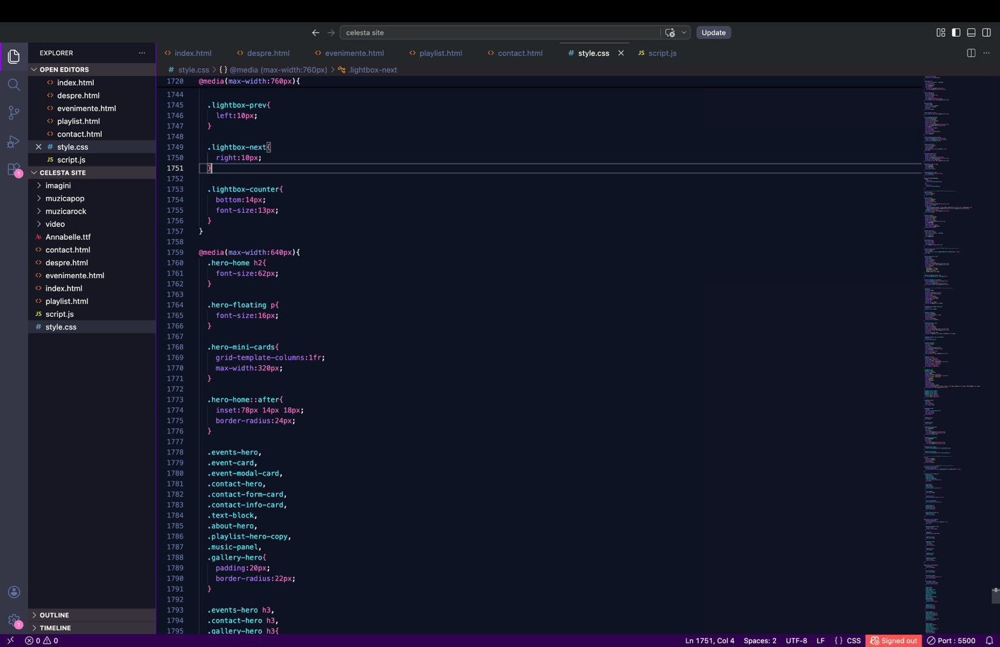 celesta site
Update
EXPLORER
index.html
despre.html
evenimente.html
playlist.html
contact.html
# style.css
JS script.js
OPEN EDITORS
index.html
despre.html
evenimente.html
playlist.html
contact.html
# style.css
JS script.js
CELESTA SITE
imagini
muzicapop
muzicarock
video
Annabelle.ttf
contact.html
despre.html
evenimente.html
index.html
playlist.html
JS script.js
# style.css
OUTLINE
TIMELINE
# style.css > {} @media (max-width:760px) > .lightbox-next
1720 @media(max-width:760px){
1744
1745 .lightbox-prev{
1746 left:10px;
1747 }
1748
1749 .lightbox-next{
1750 right:10px;
1751 }
1752
1753 .lightbox-counter{
1754 bottom:14px;
1755 font-size:13px;
1756 }
1757 }
1758
1759 @media(max-width:640px){
1760 .hero-home h2{
1761 font-size:62px;
1762 }
1763
1764 .hero-floating p{
1765 font-size:16px;
1766 }
1767
1768 .hero-mini-cards{
1769 grid-template-columns:1fr;
1770 max-width:320px;
1771 }
1772
1773 .hero-home::after{
1774 inset:78px 14px 18px;
1775 border-radius:24px;
1776 }
1777
1778 .events-hero,
1779 .event-card,
1780 .event-modal-card,
1781 .contact-hero,
1782 .contact-form-card,
1783 .contact-info-card,
1784 .text-block,
1785 .about-hero,
1786 .playlist-hero-copy,
1787 .music-panel,
1788 .gallery-hero{
1789 padding:20px;
1790 border-radius:22px;
1791 }
1792
1793 .events-hero h3,
1794 .contact-hero h3,
1795 .gallery-hero h3{
1
1
0 0
Ln 1751, Col 4
Spaces: 2
UTF-8
LF
{} CSS
Signed out
Port : 5500